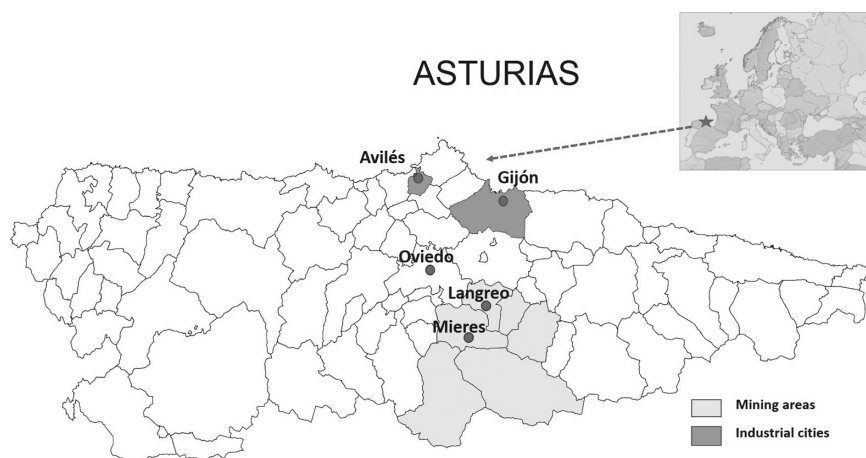 ASTURIAS
Avilés
Gijón
Oviedo
Langreo
Mieres
Mining areas
Industrial cities